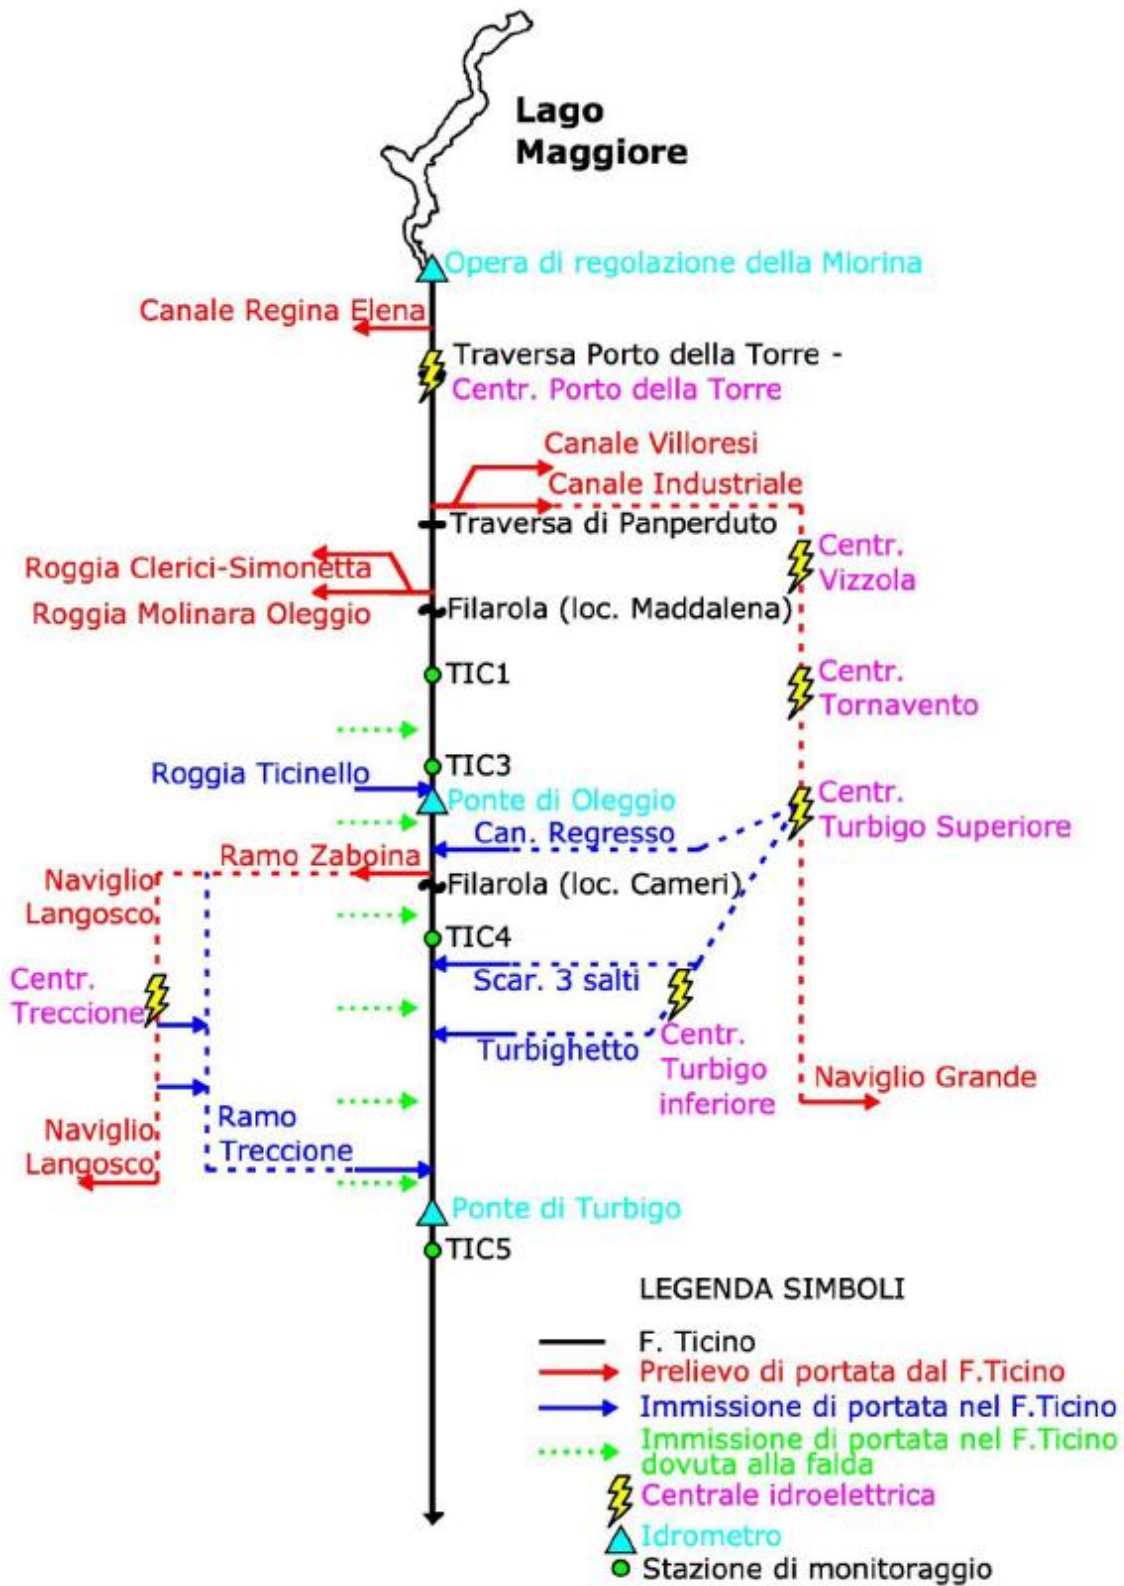 Lago
Maggiore
Opera di regolazione della Miorina
Canale Regina Elena
Traversa Porto della Torre -
Centr. Porto della Torre
Canale Villoresi
Canale Industriale
Traversa di Panperduto
Centr.
Vizzola
Roggia Clerici-Simonetta
Roggia Molinara Oleggio
Filarola (loc. Maddalena)
TIC1
Centr.
Tornavento
TIC3
Roggia Ticinello
Ponte di Oleggio
Centr.
Turbigo Superiore
Can. Regresso
Ramo Zaboina
Naviglio
Langosco
Filarola (loc. Cameri)
TIC4
Centr.
Treccione
Scar. 3 salti
Turbighetto
Centr.
Turbigo
inferiore
Naviglio Grande
Naviglio
Langosco
Ramo
Treccione
Ponte di Turbigo
TIC5
LEGENDA SIMBOLI
F. Ticino
Prelievo di portata dal F.Ticino
Immissione di portata nel F.Ticino
Immissione di portata nel F.Ticino
dovuta alla falda
Centrale idroelettrica
Idrometro
Stazione di monitoraggio